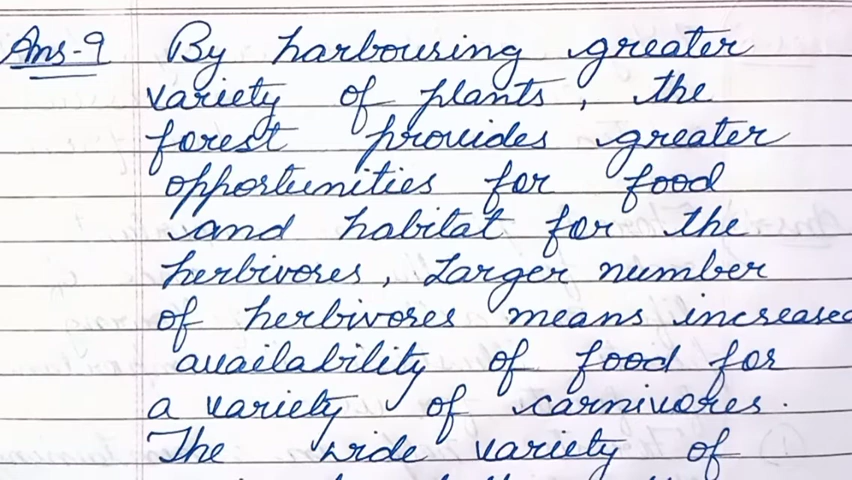 Ans-9 By harbouring greater
variety of plants, the
forest provides greater
opportunities for food
and habitat for the
herbivores, Larger number
of herbivores means increased
availability of food for
a variety of carnivores.
The wide variety of